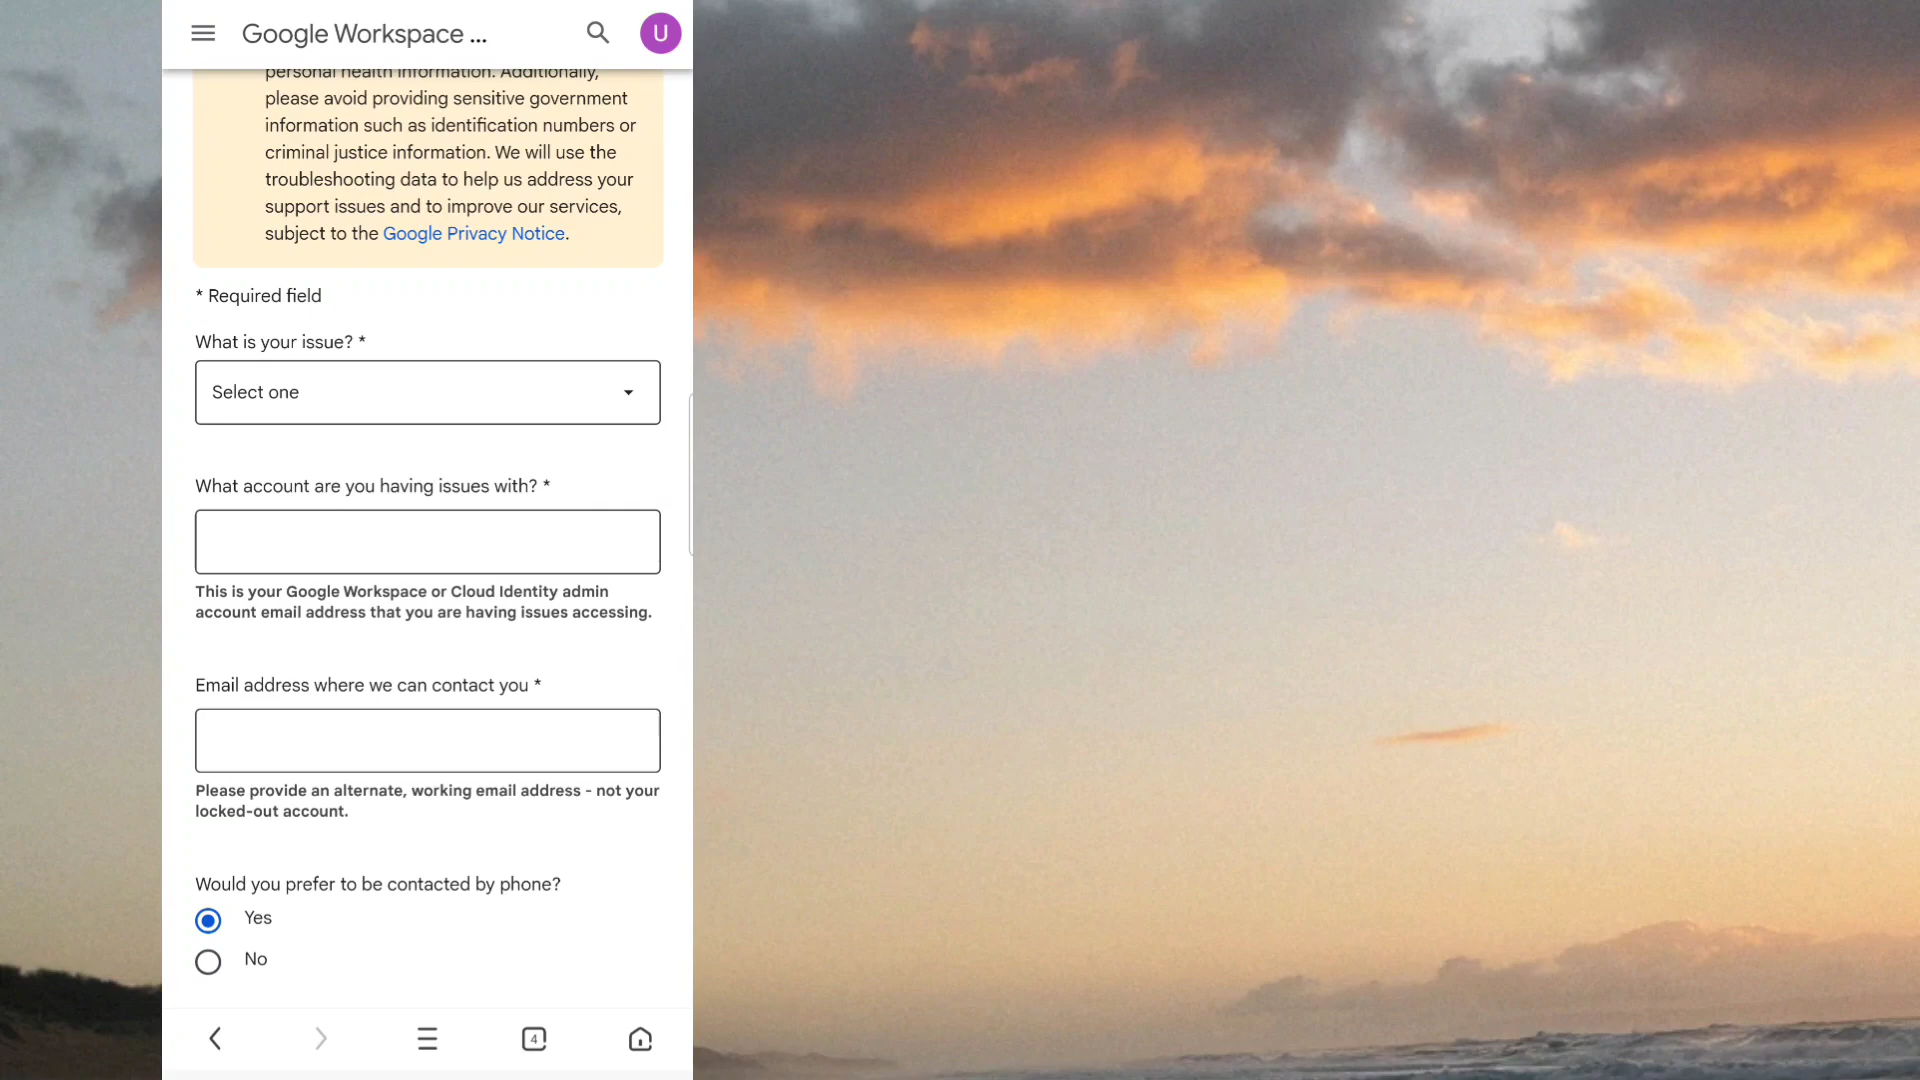 Google Workspace ...
U
personal health information. Additionally,
please avoid providing sensitive government
information such as identification numbers or
criminal justice information. We will use the
troubleshooting data to help us address your
support issues and to improve our services,
subject to the Google Privacy Notice.
* Required field
What is your issue? *
Select one
What account are you having issues with? *
This is your Google Workspace or Cloud Identity admin
account email address that you are having issues accessing.
Email address where we can contact you *
Please provide an alternate, working email address - not your
locked-out account.
Would you prefer to be contacted by phone?
Yes
No
4